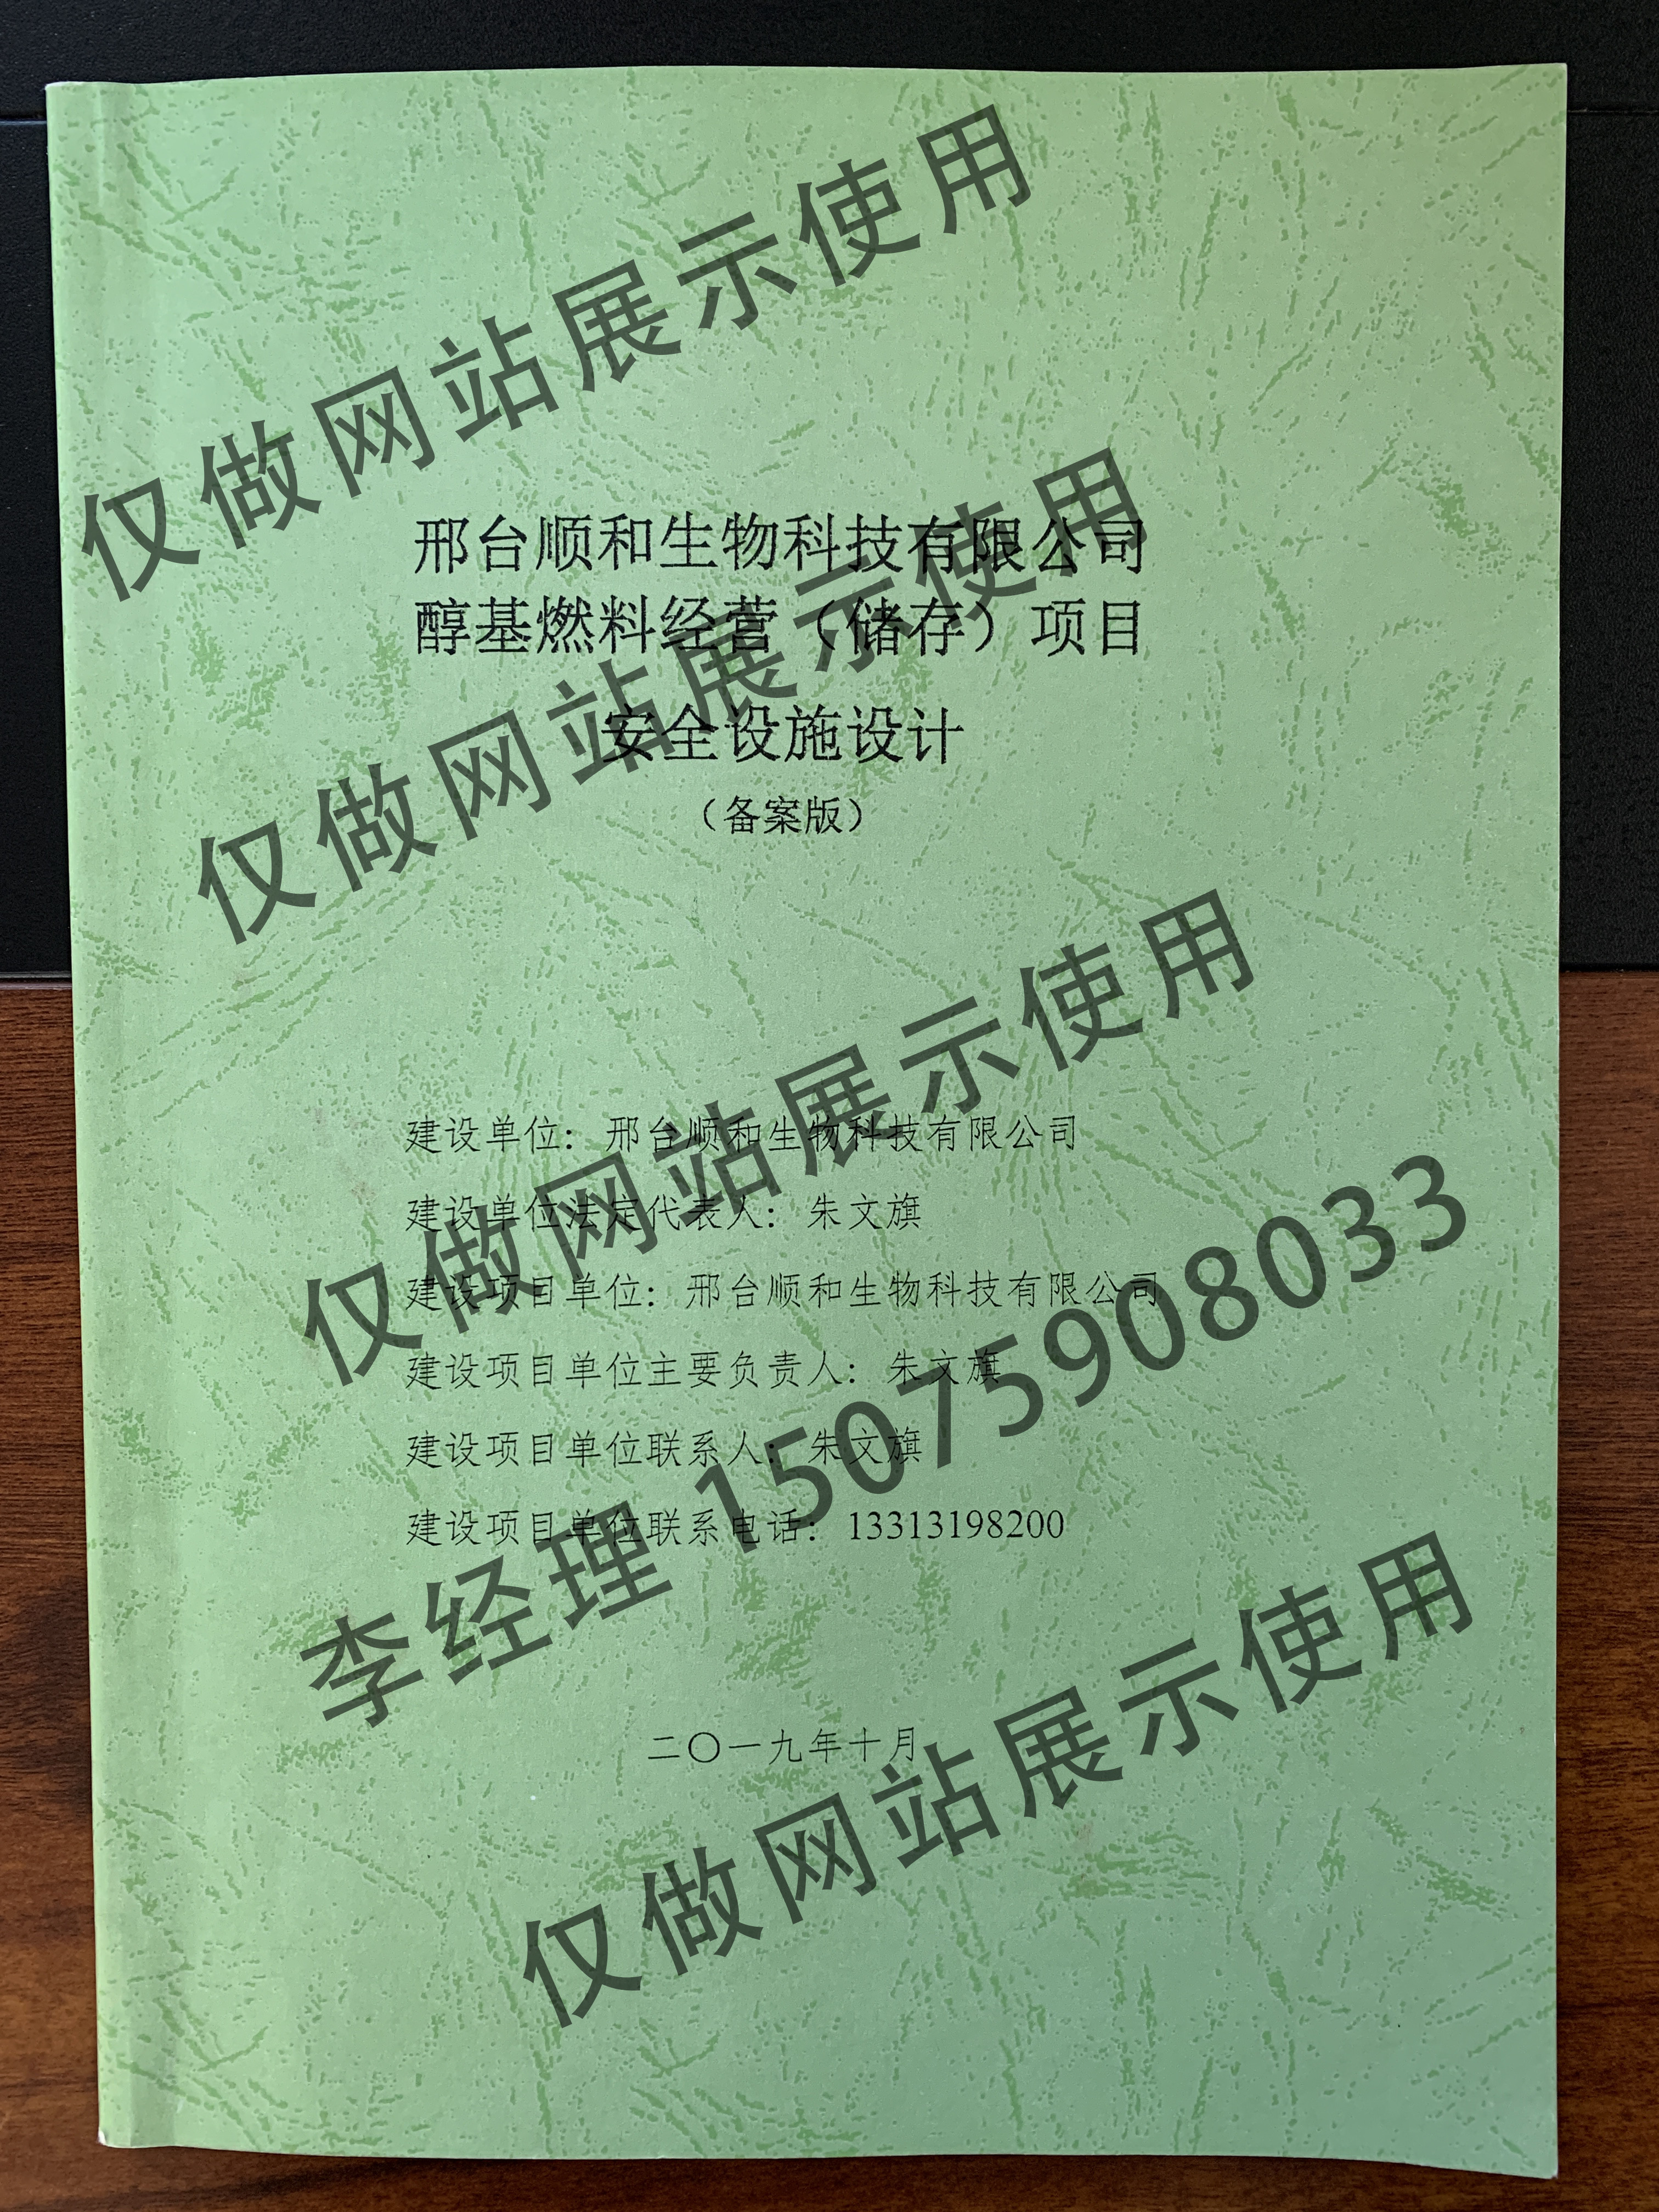 仅做网站展示使用
邢台顺和生物科技有限公司
醇基燃料经营（储存）项目
仅做网站展示使用
安全设施设计
（备案版）
仅做网站展示使用
建设单位：邢台顺和生物科技有限公司
建设单位法定代表人：朱文旗
建设项目单位：邢台顺和生物科技有限公司
建设项目单位主要负责人：朱文旗
建设项目单位联系人：朱文旗
建设项目单位联系电话：13313198200
李经理 15075908033
二〇一九年十月
仅做网站展示使用